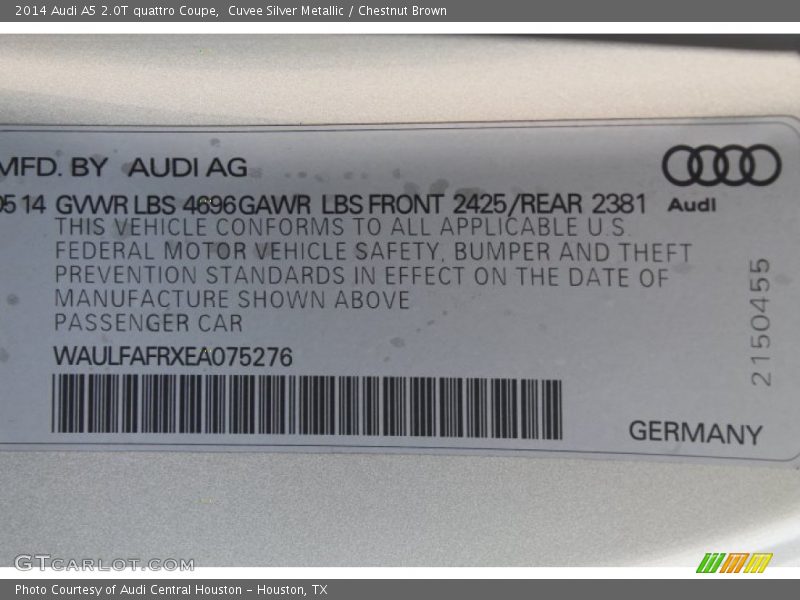 2014 Audi A5 2.0T quattro Coupe, Cuvee Silver Metallic / Chestnut Brown
MFD. BY AUDI AG
05 14 GVWR LBS 4696 GAWR LBS FRONT 2425/REAR 2381
Audi
THIS VEHICLE CONFORMS TO ALL APPLICABLE U.S.
FEDERAL MOTOR VEHICLE SAFETY, BUMPER AND THEFT
PREVENTION STANDARDS IN EFFECT ON THE DATE OF
MANUFACTURE SHOWN ABOVE
PASSENGER CAR
WAULFAFRXEA075276
2150455
GERMANY
GTCARLOT.COM
Photo Courtesy of Audi Central Houston - Houston, TX